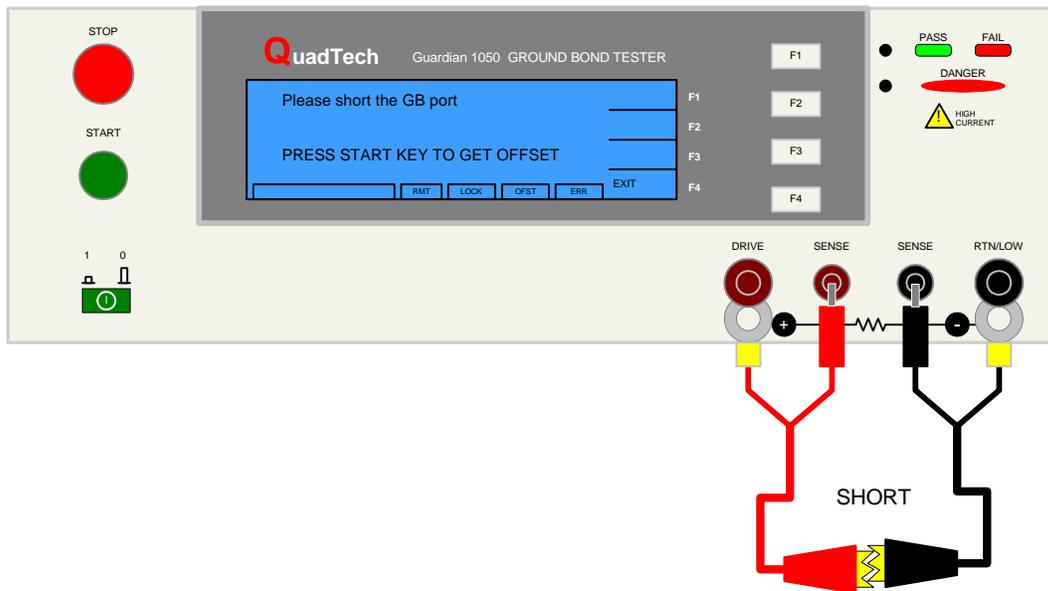 STOP
START
1 0
QuadTech Guardian 1050 GROUND BOND TESTER
Please short the GB port
PRESS START KEY TO GET OFFSET
RMT LOCK OFST ERR EXIT
F1
F2
F3
F4
F1
F2
F3
F4
PASS FAIL
DANGER
! HIGH
CURRENT
DRIVE SENSE SENSE RTN/LOW
+ -
SHORT